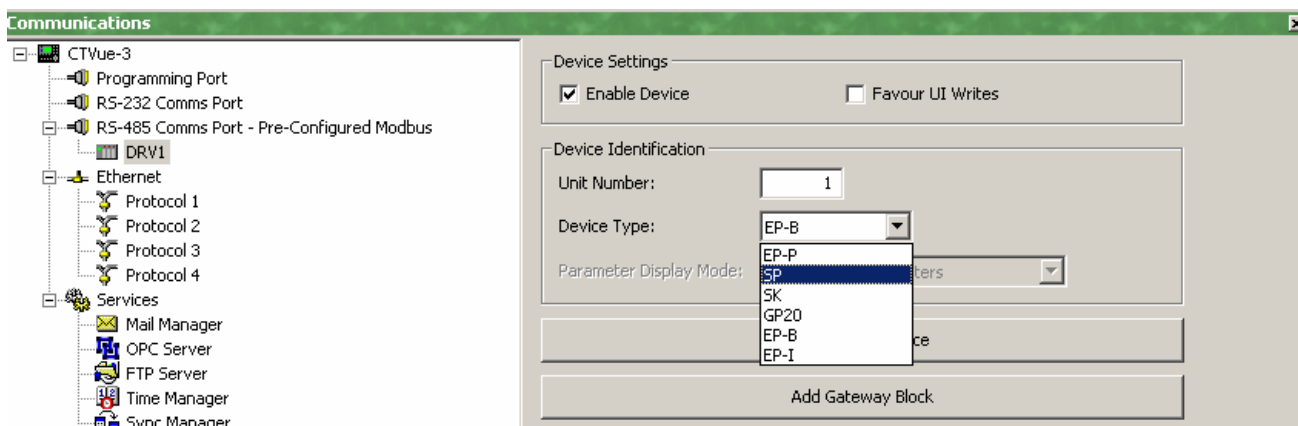 Communications
CTVue-3
Programming Port
RS-232 Comms Port
RS-485 Comms Port - Pre-Configured Modbus
DRV1
Ethernet
Protocol 1
Protocol 2
Protocol 3
Protocol 4
Services
Mail Manager
OPC Server
FTP Server
Time Manager
Sync Manager
Device Settings
Enable Device
Favour UI Writes
Device Identification
Unit Number:
1
Device Type:
EP-B
EP-P
SP
SK
GP20
EP-B
EP-I
Parameter Display Mode:
Add Gateway Block